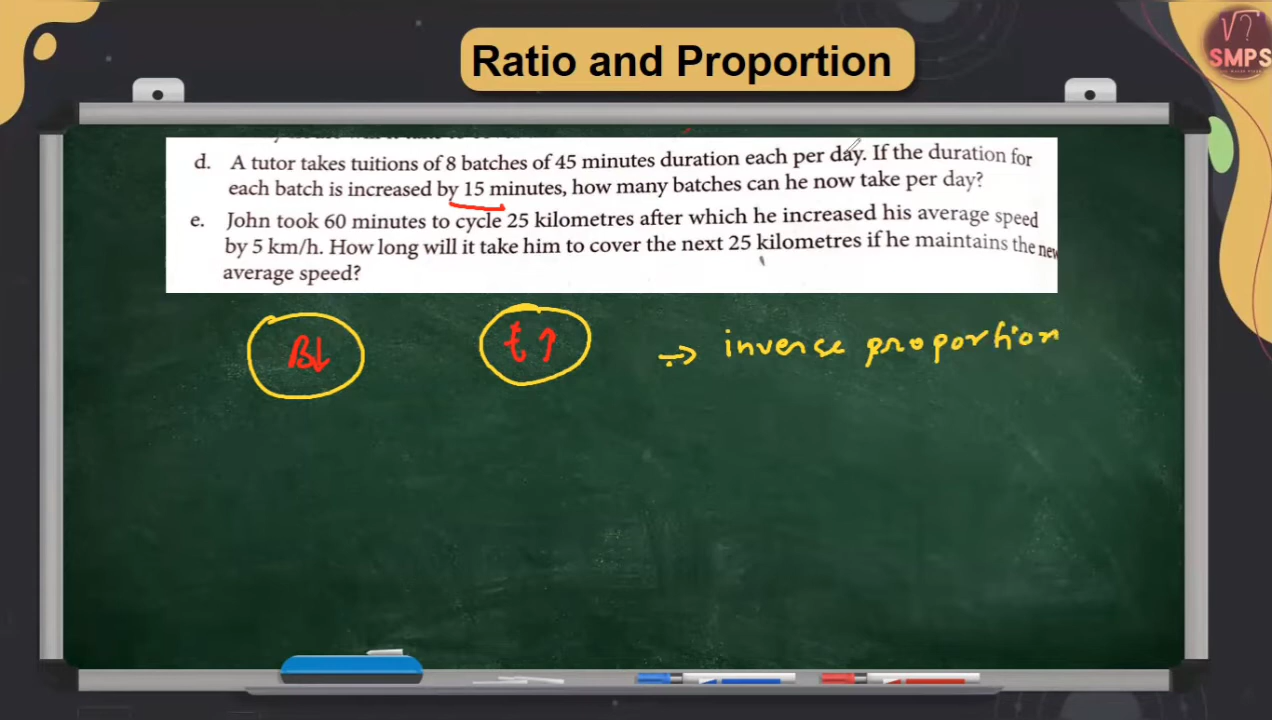 Ratio and Proportion
√?
SMPS
d. A tutor takes tuitions of 8 batches of 45 minutes duration each per day. If the duration for
each batch is increased by 15 minutes, how many batches can he now take per day?
e. John took 60 minutes to cycle 25 kilometres after which he increased his average speed
by 5 km/h. How long will it take him to cover the next 25 kilometres if he maintains the new
average speed?
B↓ t↑ → inverse proportion